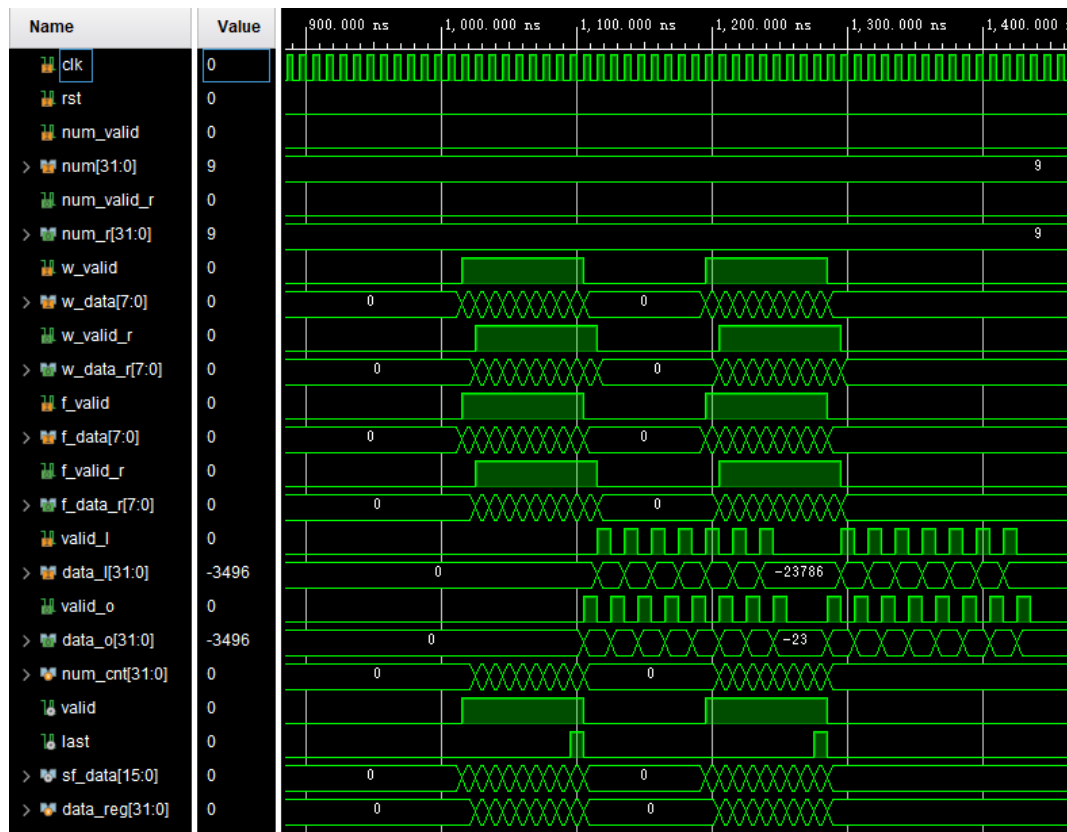 Name Value 900.000 ns 1,000.000 ns 1,100.000 ns 1,200.000 ns 1,300.000 ns 1,400.000
clk 0
rst 0
num_valid 0
> num[31:0] 9 9
num_valid_r 0
> num_r[31:0] 9 9
w_valid 0
> w_data[7:0] 0 0 0
w_valid_r 0
> w_data_r[7:0] 0 0 0
f_valid 0
> f_data[7:0] 0 0 0
f_valid_r 0
> f_data_r[7:0] 0 0 0
valid_l 0
> data_l[31:0] -3496 0 -23786
valid_o 0
> data_o[31:0] -3496 0 -23
> num_cnt[31:0] 0 0 0
valid 0
last 0
> sf_data[15:0] 0 0 0
> data_reg[31:0] 0 0 0